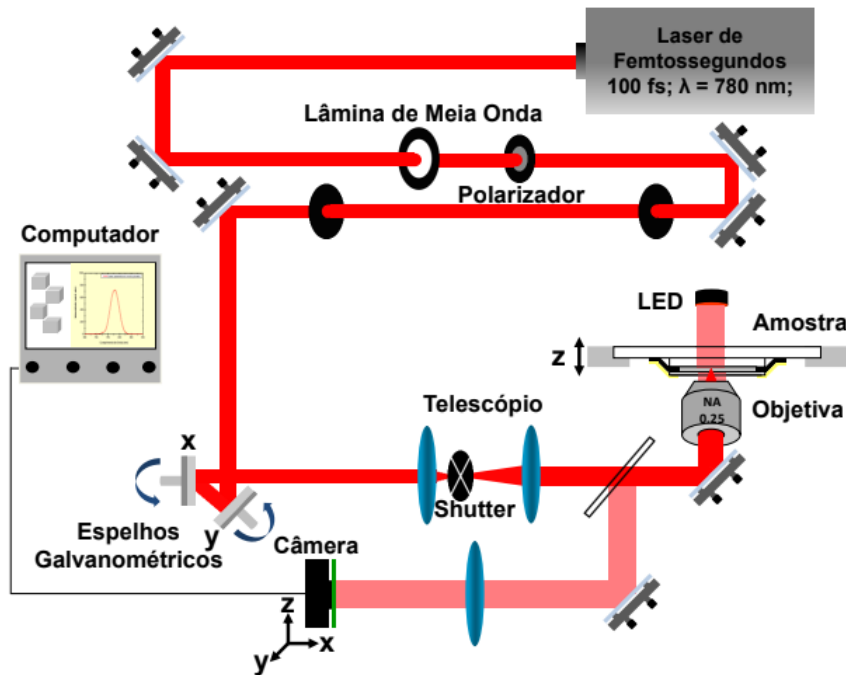 Laser de
Femtossegundos
100 fs; λ = 780 nm;
Lâmina de Meia Onda
Polarizador
Computador
LED
Amostra
z
Telescópio
NA
0.25
Objetiva
x
Shutter
y
Espelhos
Galvanométricos
Câmera
z
x
y